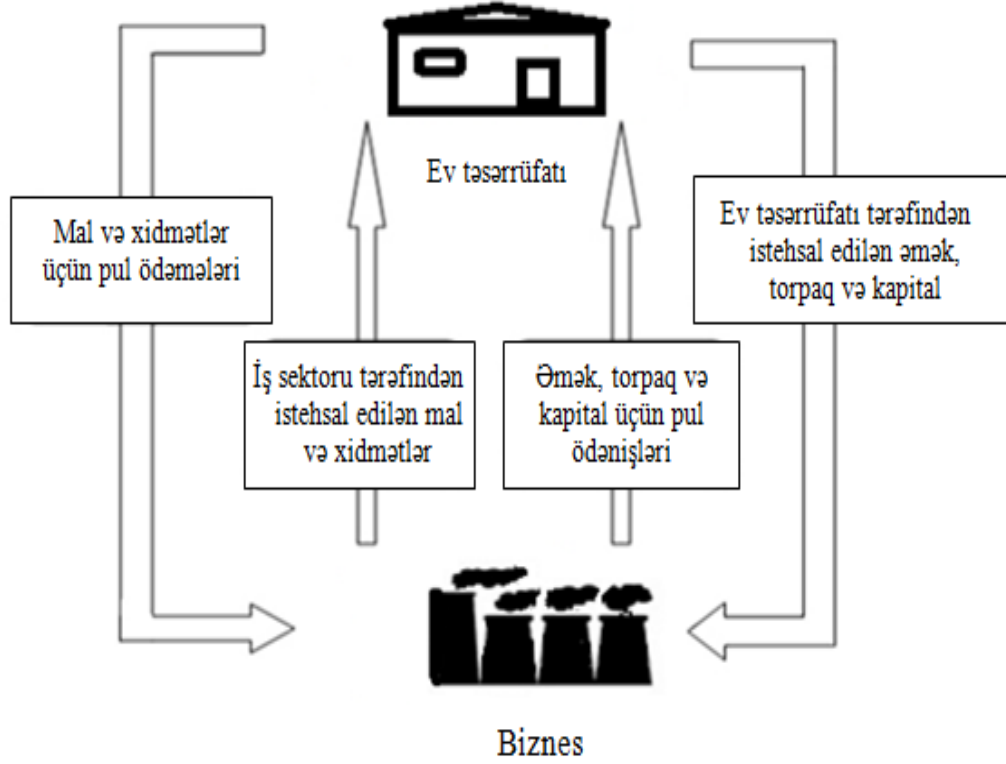 Ev təsərrüfatı
Mal və xidmətlər
üçün pul ödəmələri
Ev təsərrüfatı tərəfindən
istehsal edilən əmək,
torpaq və kapital
İş sektoru tərəfindən
istehsal edilən mal
və xidmətlər
Əmək, torpaq və
kapital üçün pul
ödənişləri
Biznes